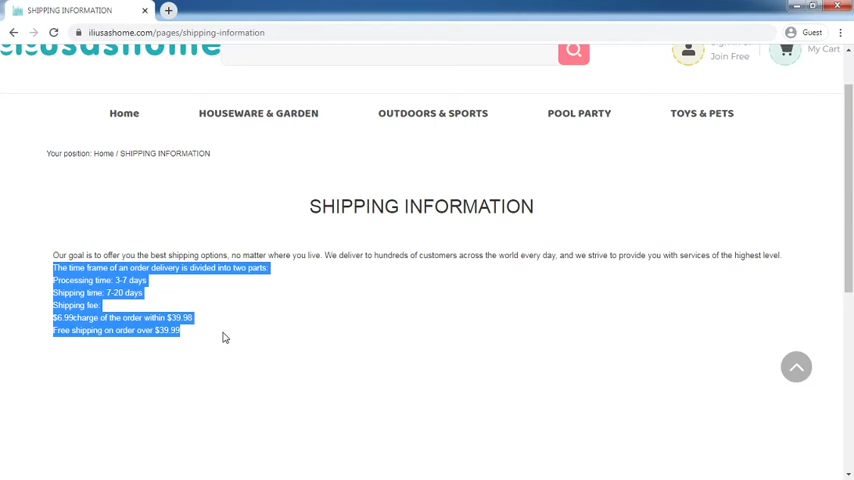 SHIPPING INFORMATION
iliusashome.com/pages/shipping-information
Guest
Join Free
My Cart
Home
HOUSEWARE & GARDEN
OUTDOORS & SPORTS
POOL PARTY
TOYS & PETS
Your position: Home / SHIPPING INFORMATION
SHIPPING INFORMATION
Our goal is to offer you the best shipping options, no matter where you live. We deliver to hundreds of customers across the world every day, and we strive to provide you with services of the highest level.
The time frame of an order delivery is divided into two parts:
Processing time: 3-7 days
Shipping time: 7-20 days
Shipping fee:
$6.99charge of the order within $39.98
Free shipping on order over $39.99